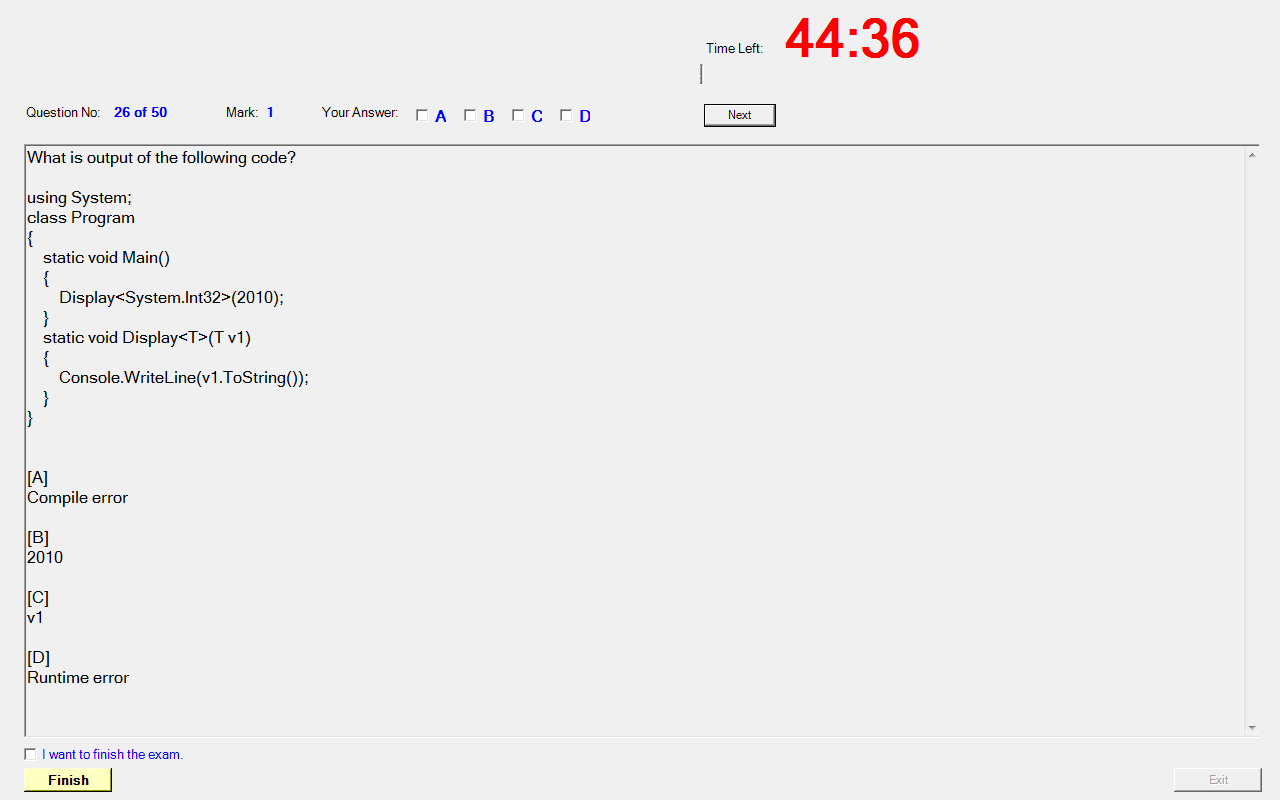 Time Left: 44:36
Question No: 26 of 50 Mark: 1 Your Answer: A B C D Next
What is output of the following code?
using System;
class Program
{
static void Main()
{
Display<System.Int32>(2010);
}
static void Display<T>(T v1)
{
Console.WriteLine(v1.ToString());
}
}
[A]
Compile error
[B]
2010
[C]
v1
[D]
Runtime error
I want to finish the exam.
Finish Exit